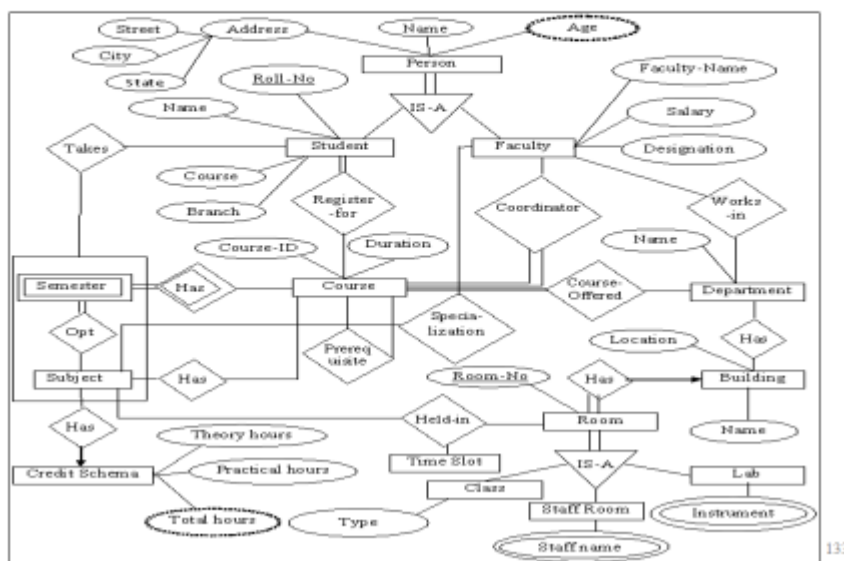 Street
Address
Name
Age
City
Person
State
Roll-No
Faculty-Name
Name
IS-A
Salary
Takes
Student
Faculty
Designation
Course
Register
-for
Coordinator
Works
-in
Branch
Course-ID
Duration
Name
Semester
Has
Course
Course-
Offered
Department
Opt
Specia-
lization
Location
Has
Prereq
uisite
Subject
Has
Room-No
Has
Building
Has
Theory hours
Held-in
Room
Name
Credit Schema
Practical hours
Time Slot
IS-A
Lab
Class
Total hours
Type
Staff Room
Instrument
Staff name
133